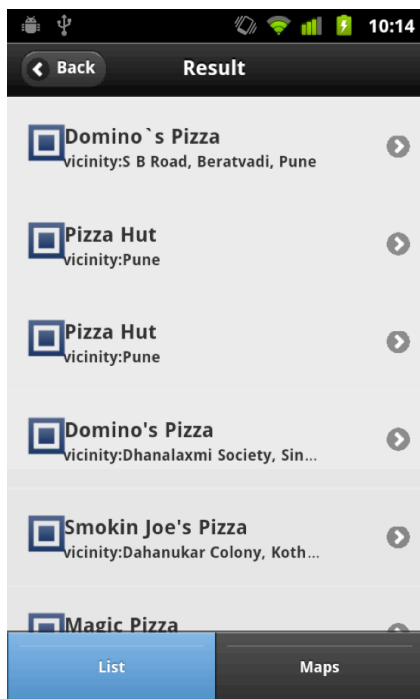 10:14
Back
Result
Domino`s Pizza
vicinity:S B Road, Beratvadi, Pune
Pizza Hut
vicinity:Pune
Pizza Hut
vicinity:Pune
Domino's Pizza
vicinity:Dhanalaxmi Society, Sin...
Smokin Joe's Pizza
vicinity:Dahanukar Colony, Koth...
Magic Pizza
List
Maps